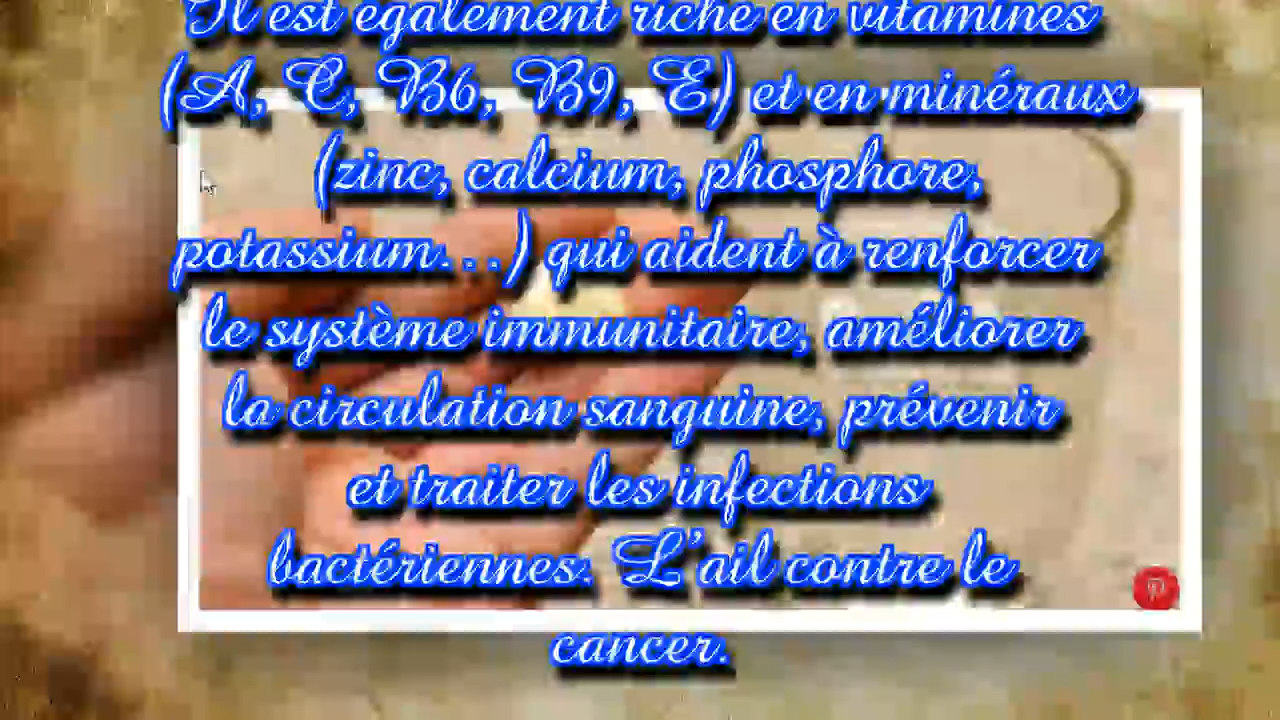 Il est également riche en vitamines
(A, C, B6, B9, E) et en minéraux
(zinc, calcium, phosphore,
potassium...) qui aident à renforcer
le système immunitaire, améliorer
la circulation sanguine, prévenir
et traiter les infections
bactériennes. L'ail contre le
cancer.